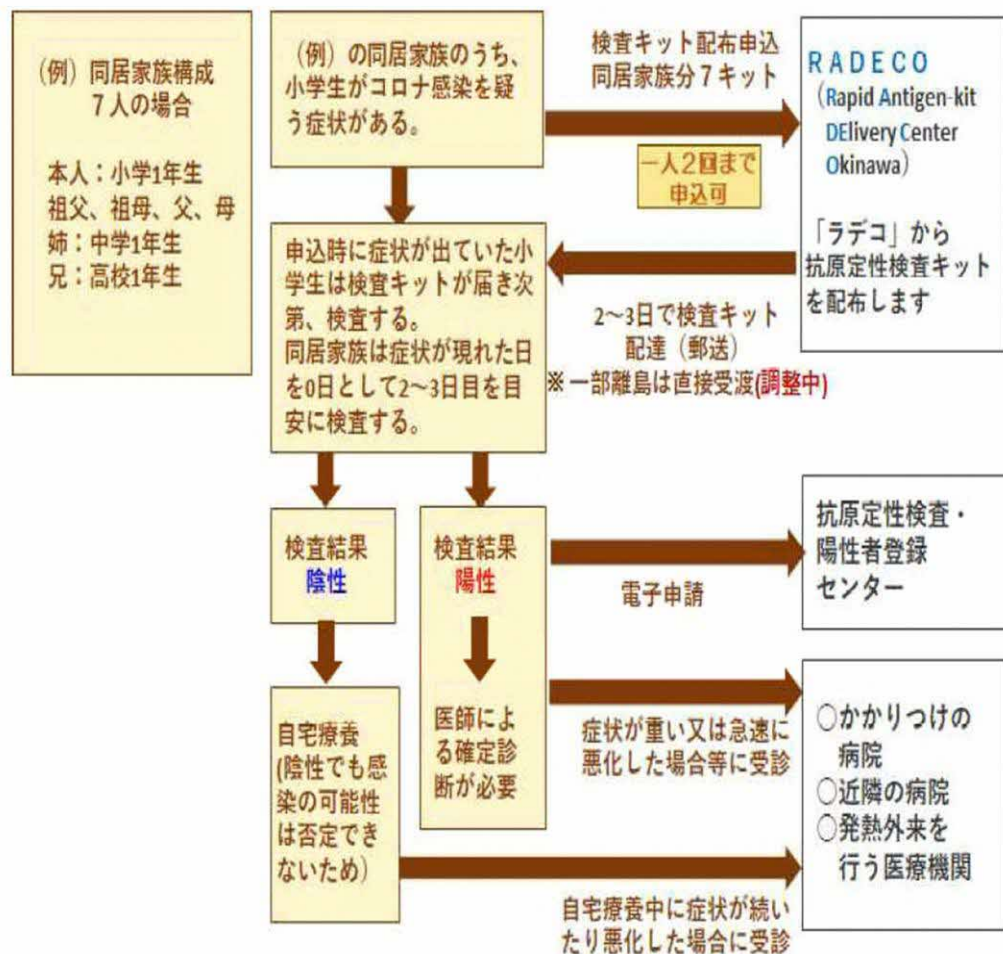 (例) 同居家族構成
7人の場合
本人：小学1年生
祖父、祖母、父、母
姉：中学1年生
兄：高校1年生
(例) の同居家族のうち、
小学生がコロナ感染を疑
う症状がある。
検査キット配布申込
同居家族分7キット
一人2回まで
申込可
RADECO
(Rapid Antigen-kit
DElivery Center
Okinawa)
「ラデコ」から
抗原定性検査キット
を配布します
申込時に症状が出ていた小
学生は検査キットが届き次
第、検査する。
同居家族は症状が現れた日
を0日として2～3日目を目
安に検査する。
2～3日で検査キット
配達（郵送）
※ 一部離島は直接受渡(調整中)
検査結果
陰性
検査結果
陽性
電子申請
抗原定性検査・
陽性者登録
センター
自宅療養
(陰性でも感
染の可能性
は否定でき
ないため)
医師によ
る確定診
断が必要
症状が重い又は急速に
悪化した場合等に受診
○かかりつけの
病院
○近隣の病院
○発熱外来を
行う医療機関
自宅療養中に症状が続い
たり悪化した場合に受診